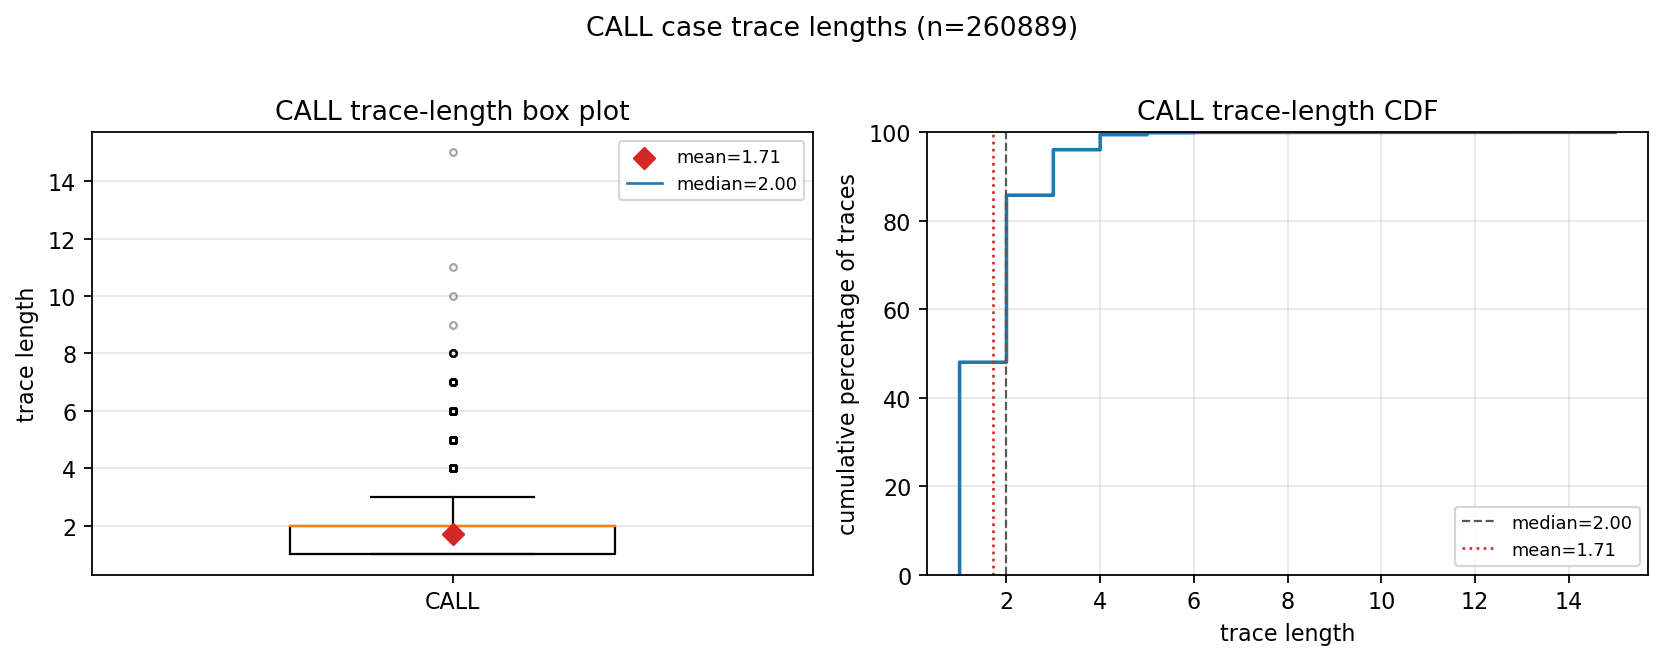 CALL case trace lengths (n=260889)
CALL trace-length box plot
trace length
14
12
10
8
6
4
2
mean=1.71
median=2.00
CALL
CALL trace-length CDF
cumulative percentage of traces
100
80
60
40
20
0
median=2.00
mean=1.71
2 4 6 8 10 12 14
trace length